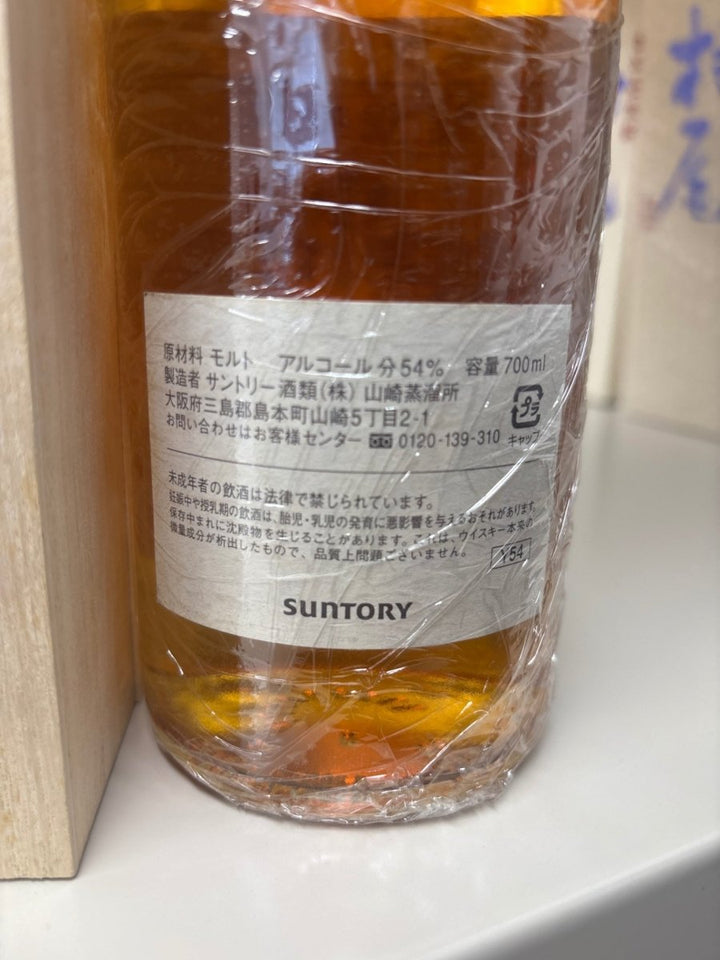 原材料 モルト アルコール分54% 容量700ml
製造者 サントリー酒類(株) 山崎蒸溜所
大阪府三島郡島本町山崎5丁目2-1
お問い合わせはお客様センター 0120-139-310
プラ
キャップ
未成年者の飲酒は法律で禁じられています。
妊娠中や授乳期の飲酒は、胎児・乳児の発育に悪影響を与えるおそれがあります。
保存中まれに沈殿物を生じることがあります。これは、ウイスキー本来の
微量成分が析出したもので、品質上問題ございません。
Y54
SUNTORY
尾